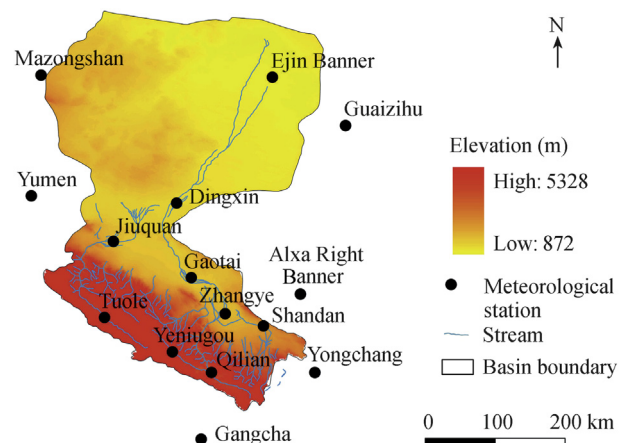 Mazongshan
Ejin Banner
N
Guaizihu
Elevation (m)
High: 5328
Low: 872
Yumen
Dingxin
Jiuquan
Gaotai
Alxa Right
Banner
Meteorological
station
Tuole
Zhangye
Shandan
Stream
Yeniugou
Qilian
Yongchang
Basin boundary
0 100 200 km
Gangcha